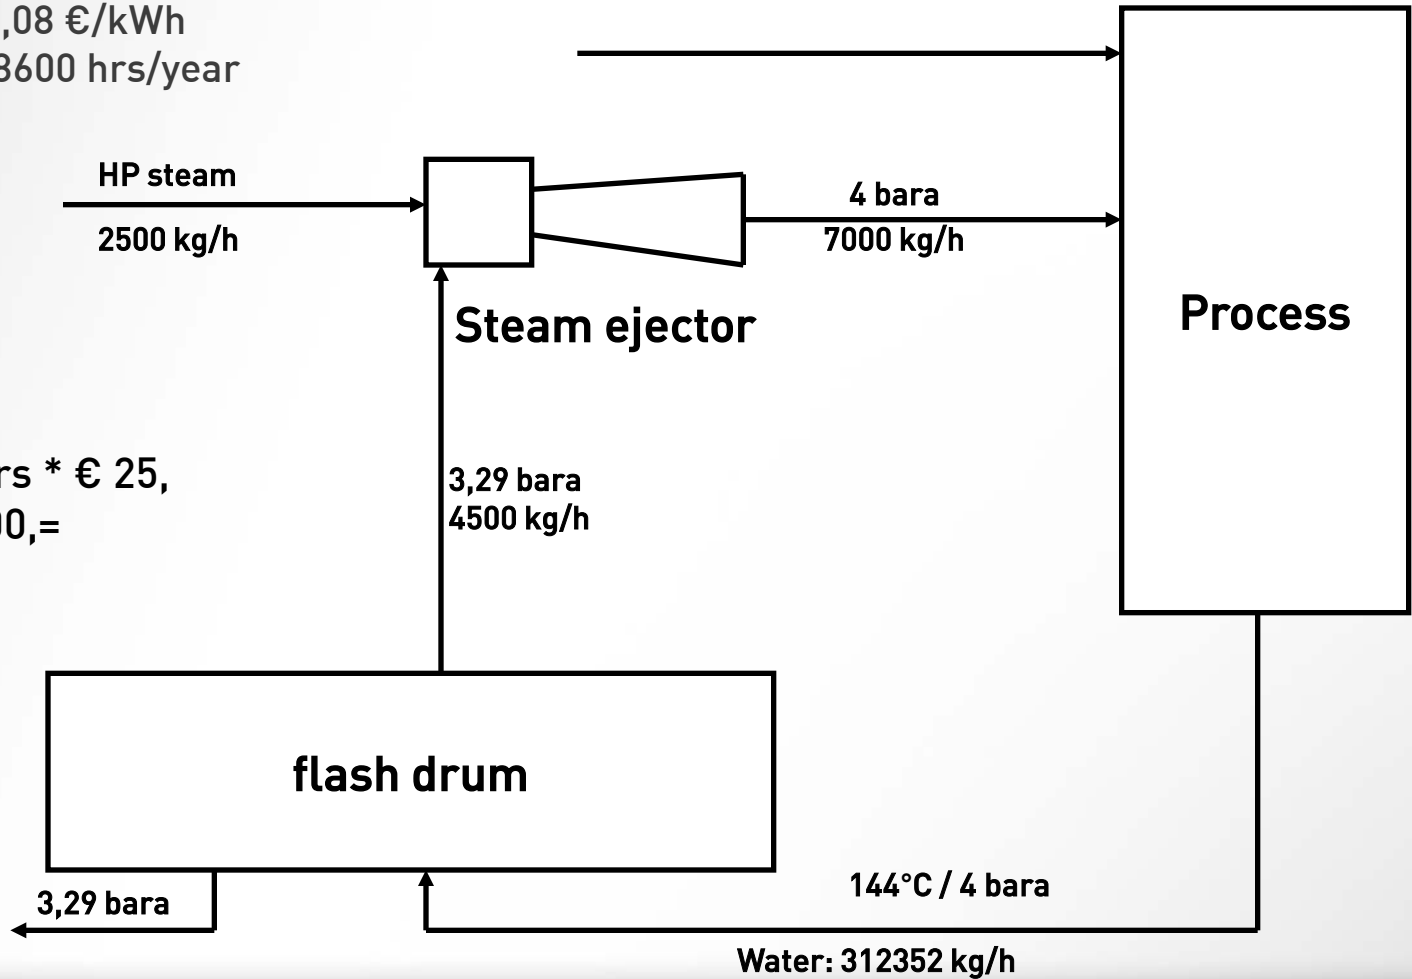 ,08 €/kWh
8600 hrs/year
HP steam
2500 kg/h
4 bara
7000 kg/h
Steam ejector
Process
rs * € 25,
00,=
3,29 bara
4500 kg/h
flash drum
3,29 bara
144°C / 4 bara
Water: 312352 kg/h